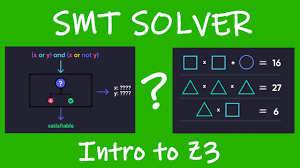 SMT SOLVER
(x or y) and (x or not y)
?
x: ????
y: ????
satisfiable
?
□ × □ + ○ = 16
△ × △ × △ = 27
△ × □ = 6
Intro to Z3